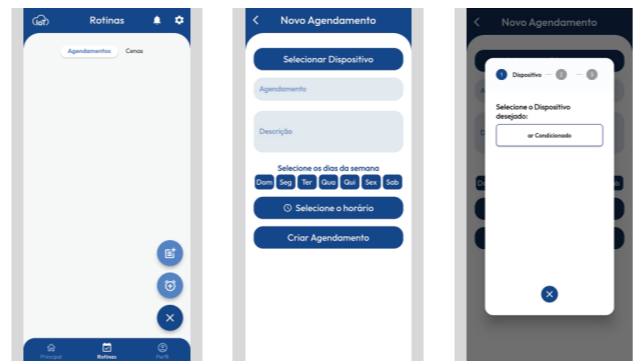 IoT
Rotinas
Agendamentos
Cenas
Principal
Rotinas
Perfil
Novo Agendamento
Selecionar Dispositivo
Agendamento
Descrição
Selecione os dias da semana
Dom Seg Ter Qua Qui Sex Sab
Selecione o horário
Criar Agendamento
Novo Agendamento
1 Dispositivo 2 3
Selecione o Dispositivo
desejado:
ar Condicionado